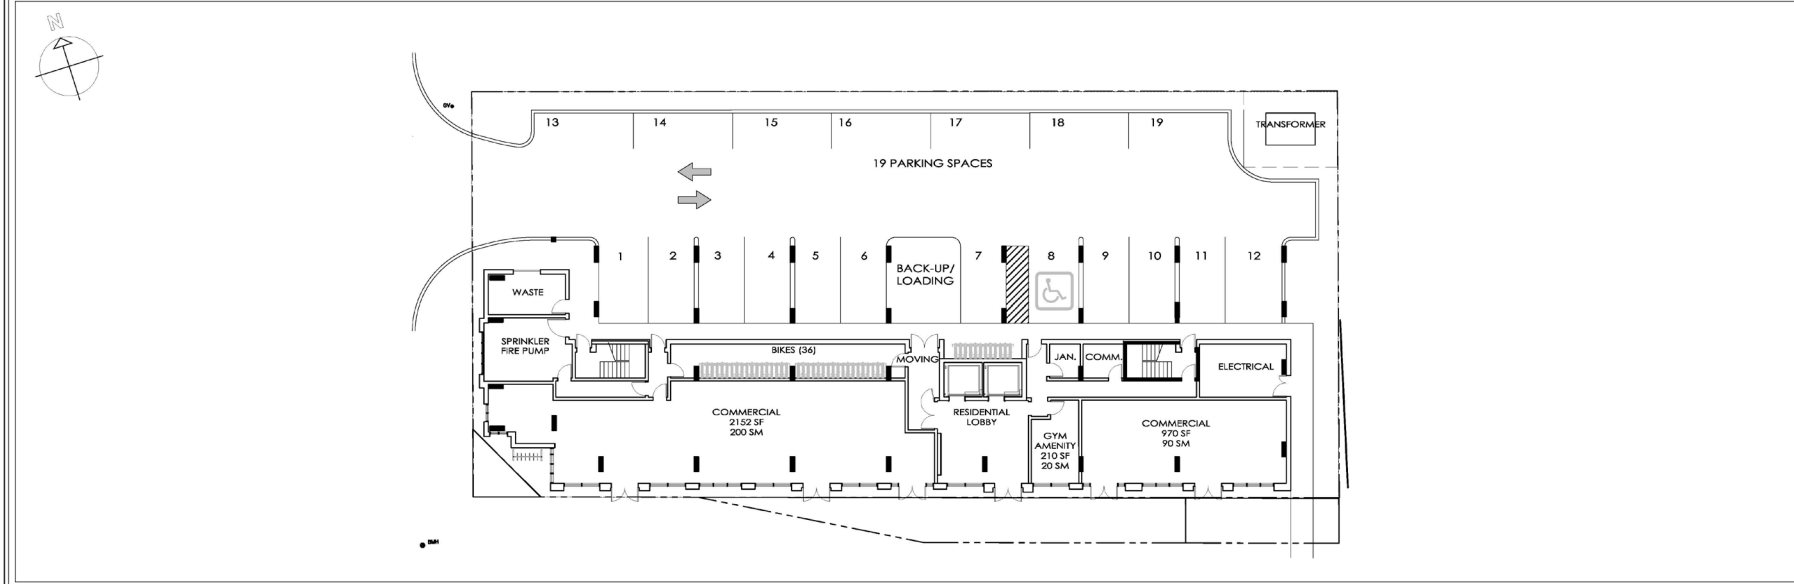 N
OV
13 14 15 16 17 18 19
TRANSFORMER
19 PARKING SPACES
1 2 3 4 5 6 7 8 9 10 11 12
BACK-UP/
LOADING
WASTE
SPRINKLER
FIRE PUMP
BIKES (36)
MOVING
JAN.
COMM.
ELECTRICAL
COMMERCIAL
2152 SF
200 SM
RESIDENTIAL
LOBBY
GYM
AMENITY
210 SF
20 SM
COMMERCIAL
970 SF
90 SM